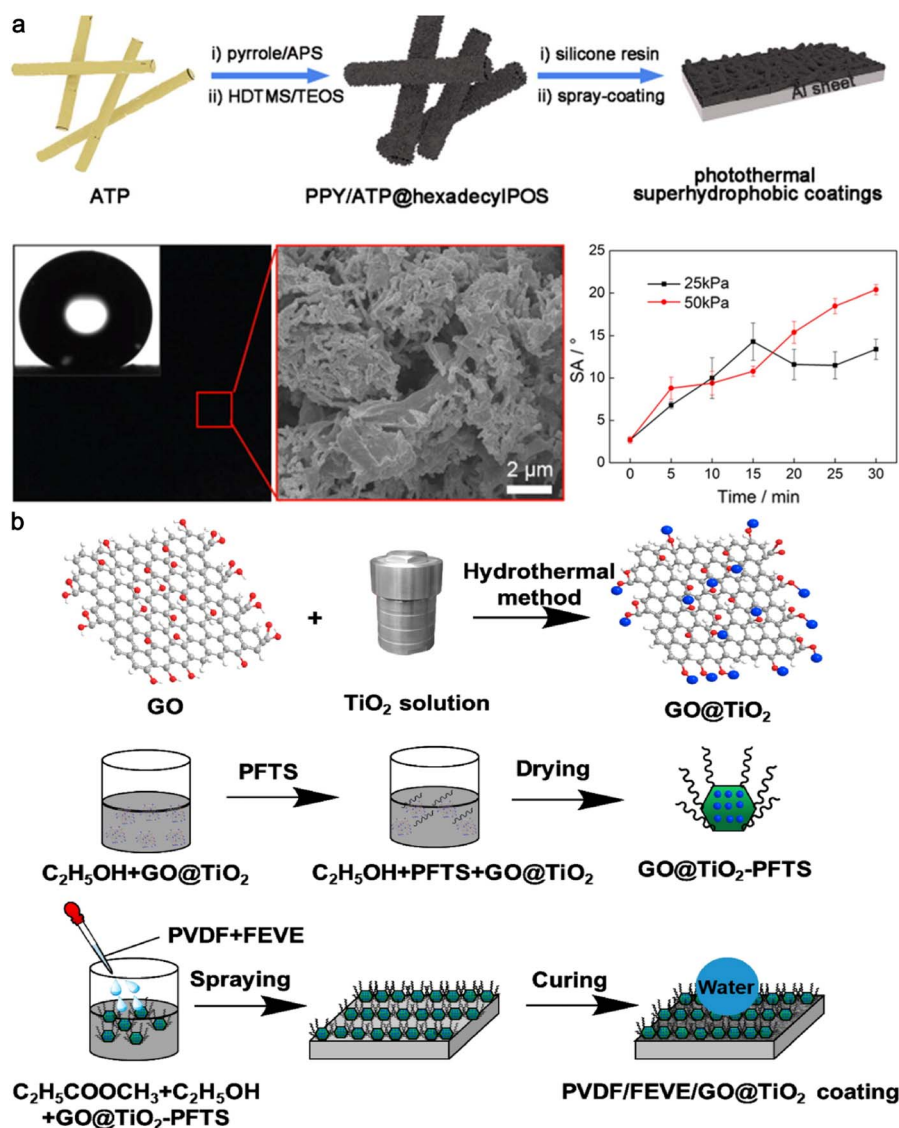 a
i) pyrrole/APS
ii) HDTMS/TEOS
i) silicone resin
ii) spray-coating
Al sheet
ATP
PPY/ATP@hexadecylPOS
photothermal
superhydrophobic coatings
2 μm
25
20
15
10
5
0
SA / °
25kPa
50kPa
0 5 10 15 20 25 30
Time / min
b
GO
+
TiO₂ solution
Hydrothermal
method
GO@TiO₂
PFTS
Drying
C₂H₅OH+GO@TiO₂
C₂H₅OH+PFTS+GO@TiO₂
GO@TiO₂-PFTS
PVDF+FEVE
Spraying
Curing
Water
C₂H₅COOCH₃+C₂H₅OH
+GO@TiO₂-PFTS
PVDF/FEVE/GO@TiO₂ coating